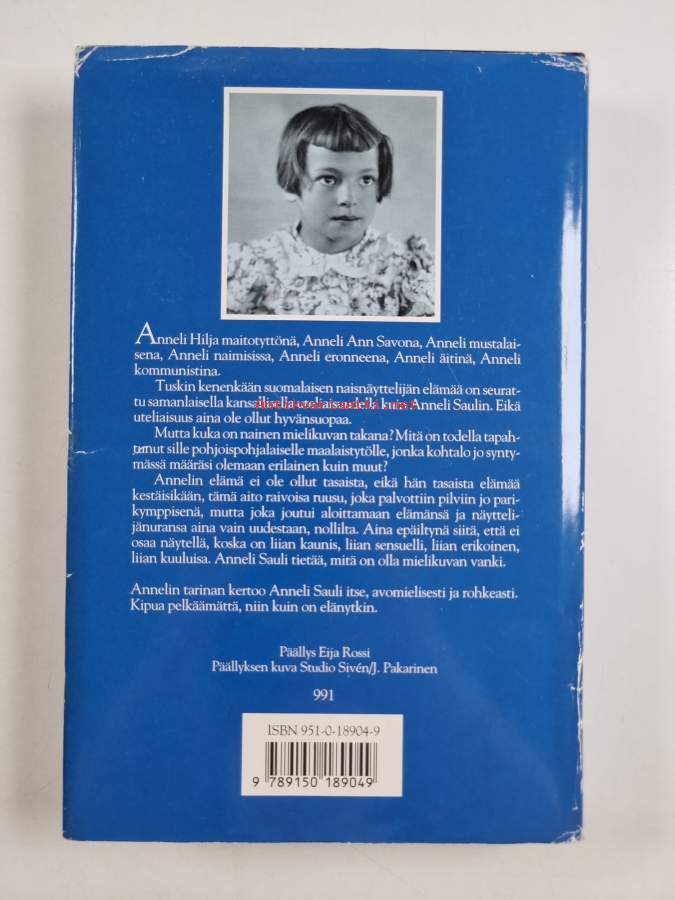 Anneli Hilja maitotyttönä, Anneli Ann Savona, Anneli mustalai-
sena, Anneli naimisissa, Anneli eronneena, Anneli äitinä, Anneli
kommunistina.
Tuskin kenenkään suomalaisen naisnäyttelijän elämää on seurat-
tu samanlaisella kansallisella uteliaisuudella kuin Anneli Saulin. Eikä
uteliaisuus aina ole ollut hyvänsuopaa.
Mutta kuka on nainen mielikuvan takana? Mitä on todella tapah-
tunut sille pohjoispohjalaiselle maalaistytölle, jonka kohtalo jo synty-
mässä määräsi olemaan erilainen kuin muut?
Annelin elämä ei ole ollut tasaista, eikä hän tasaista elämää
kestäisikään, tämä aito raivoisa ruusu, joka palvottiin pilviin jo pari-
kymppisenä, mutta joka joutui aloittamaan elämänsä ja näytteli-
jänuransa aina vain uudestaan, nollilta. Aina epäiltynä siitä, että ei
osaa näytellä, koska on liian kaunis, liian sensuelli, liian erikoinen,
liian kuuluisa. Anneli Sauli tietää, mitä on olla mielikuvan vanki.
Annelin tarinan kertoo Anneli Sauli itse, avomielisesti ja rohkeasti.
Kipua pelkäämättä, niin kuin on elänytkin.
Päällys Eija Rossi
Päällyksen kuva Studio Sivén/J. Pakarinen
991
ISBN 951-0-18904-9
9 789150 189049